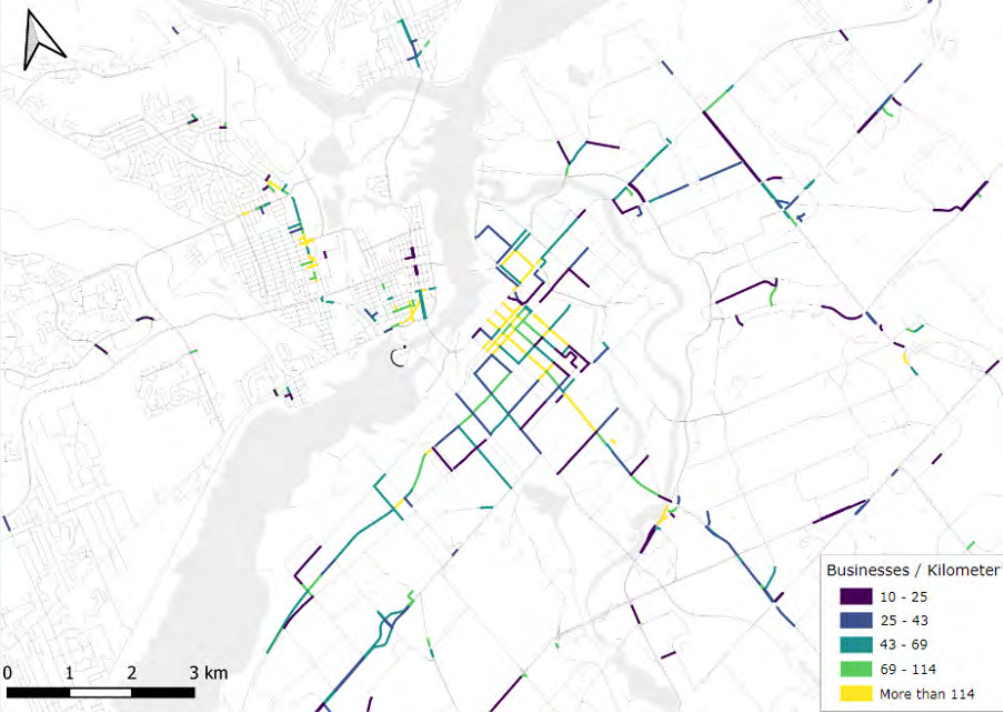 Businesses / Kilometer
10 - 25
25 - 43
43 - 69
69 - 114
More than 114
0 1 2 3 km